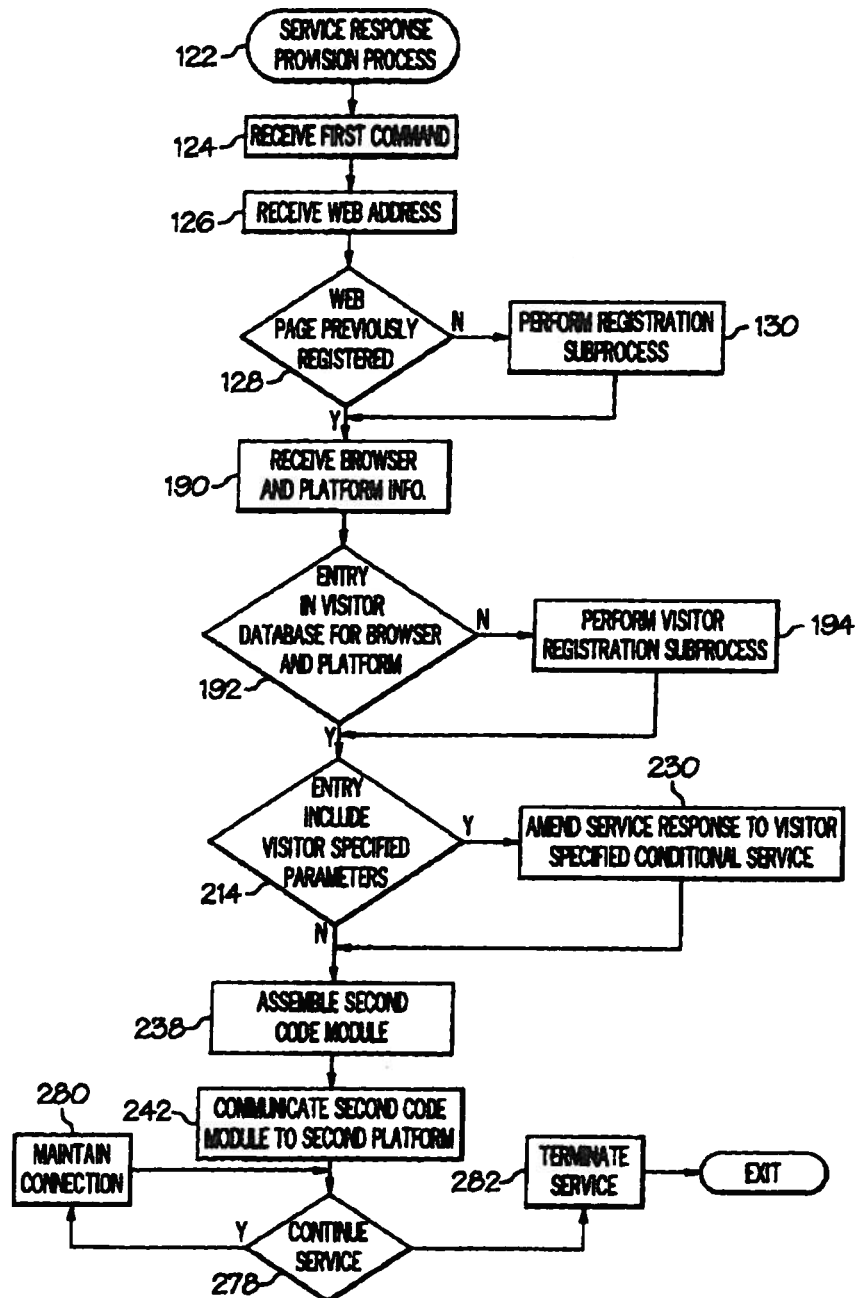 SERVICE RESPONSE
PROVISION PROCESS
122
RECEIVE FIRST COMMAND
124
RECEIVE WEB ADDRESS
126
WEB
PAGE PREVIOUSLY
REGISTERED
128
N
PERFORM REGISTRATION
SUBPROCESS
130
Y
RECEIVE BROWSER
AND PLATFORM INFO.
190
ENTRY
IN VISITOR
DATABASE FOR BROWSER
AND PLATFORM
192
N
PERFORM VISITOR
REGISTRATION SUBPROCESS
194
Y
ENTRY
INCLUDE
VISITOR SPECIFIED
PARAMETERS
214
Y
230
AMEND SERVICE RESPONSE TO VISITOR
SPECIFIED CONDITIONAL SERVICE
N
ASSEMBLE SECOND
CODE MODULE
238
COMMUNICATE SECOND CODE
MODULE TO SECOND PLATFORM
242
280
MAINTAIN
CONNECTION
Y
CONTINUE
SERVICE
278
TERMINATE
SERVICE
282
EXIT